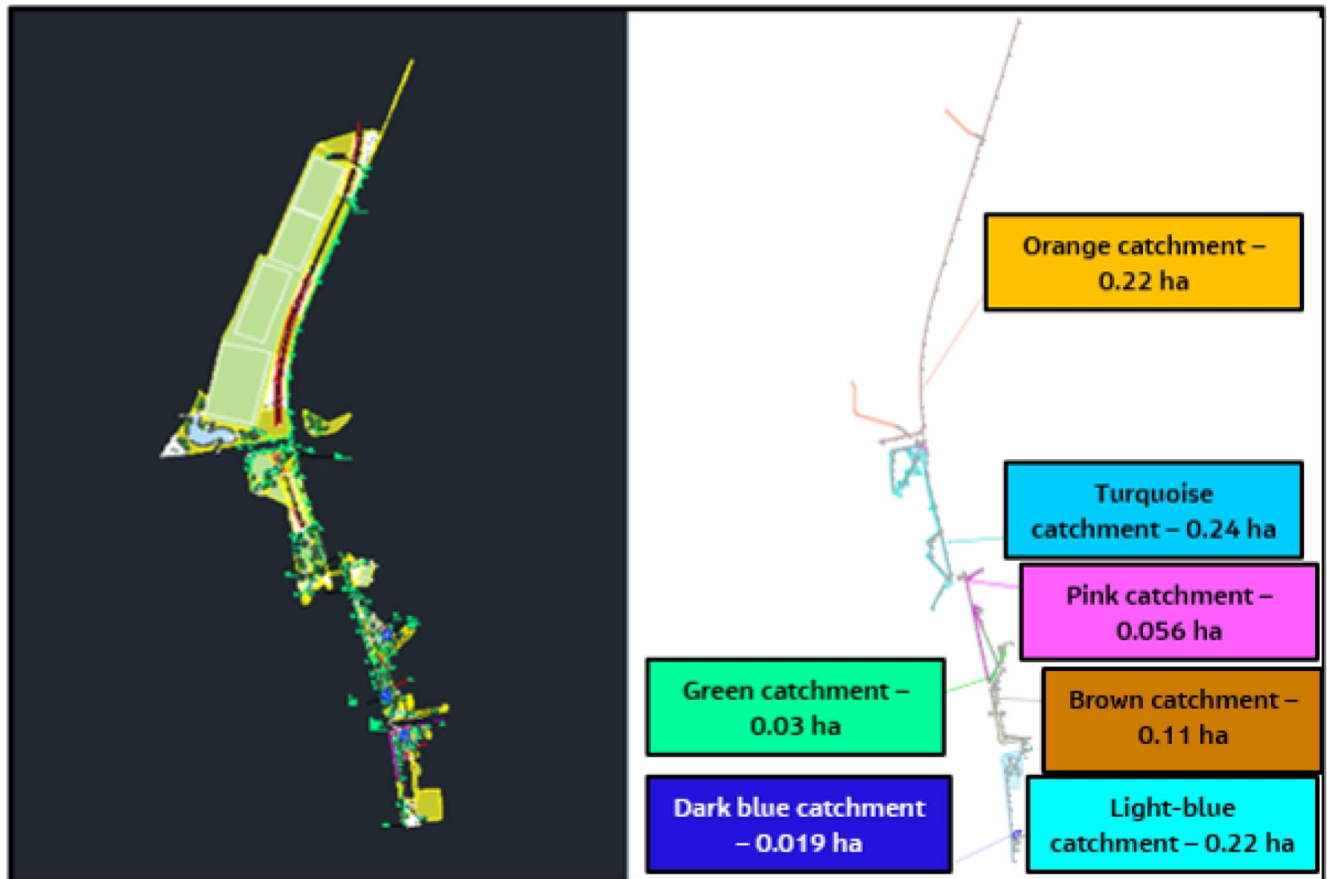 Orange catchment –
0.22 ha
Turquoise
catchment – 0.24 ha
Pink catchment –
0.056 ha
Green catchment –
0.03 ha
Brown catchment –
0.11 ha
Dark blue catchment
– 0.019 ha
Light-blue
catchment – 0.22 ha